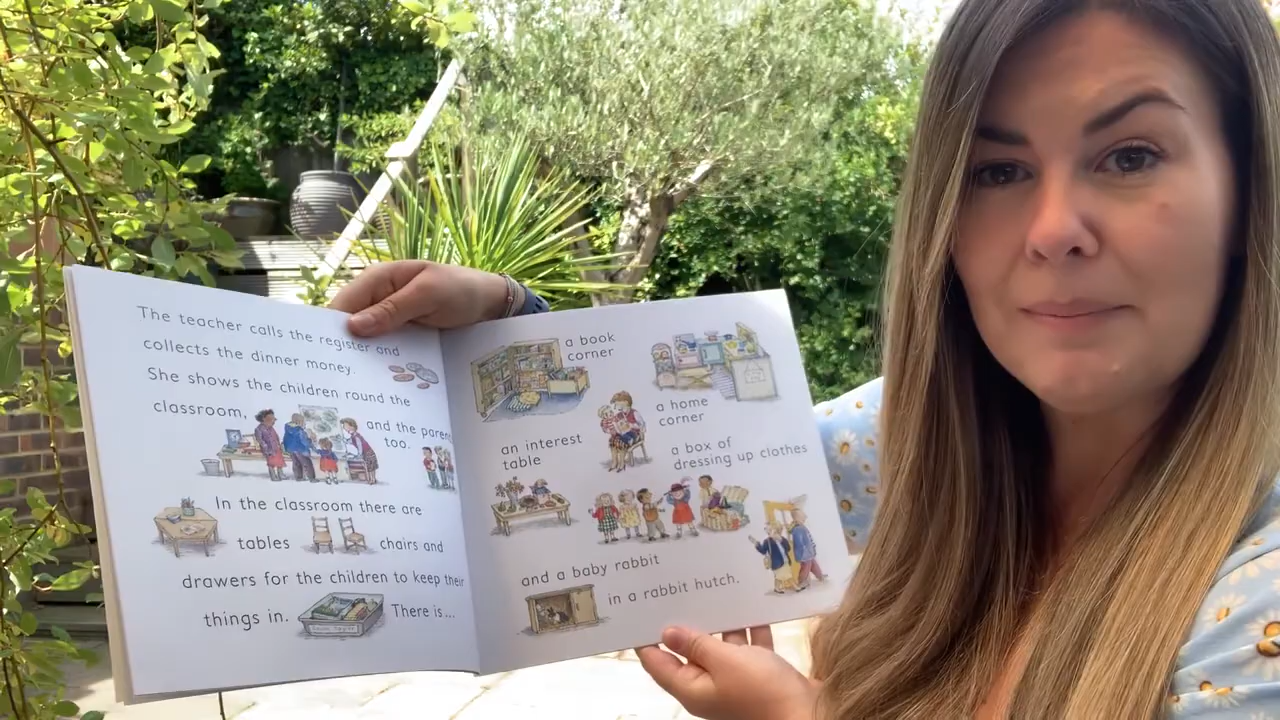 The teacher calls the register and
collects the dinner money.
She shows the children round the
classroom,
and the parents
too.
In the classroom there are
tables
chairs and
drawers for the children to keep their
things in.
There is...
a book
corner
a home
corner
an interest
table
a box of
dressing up clothes
and a baby rabbit
in a rabbit hutch.